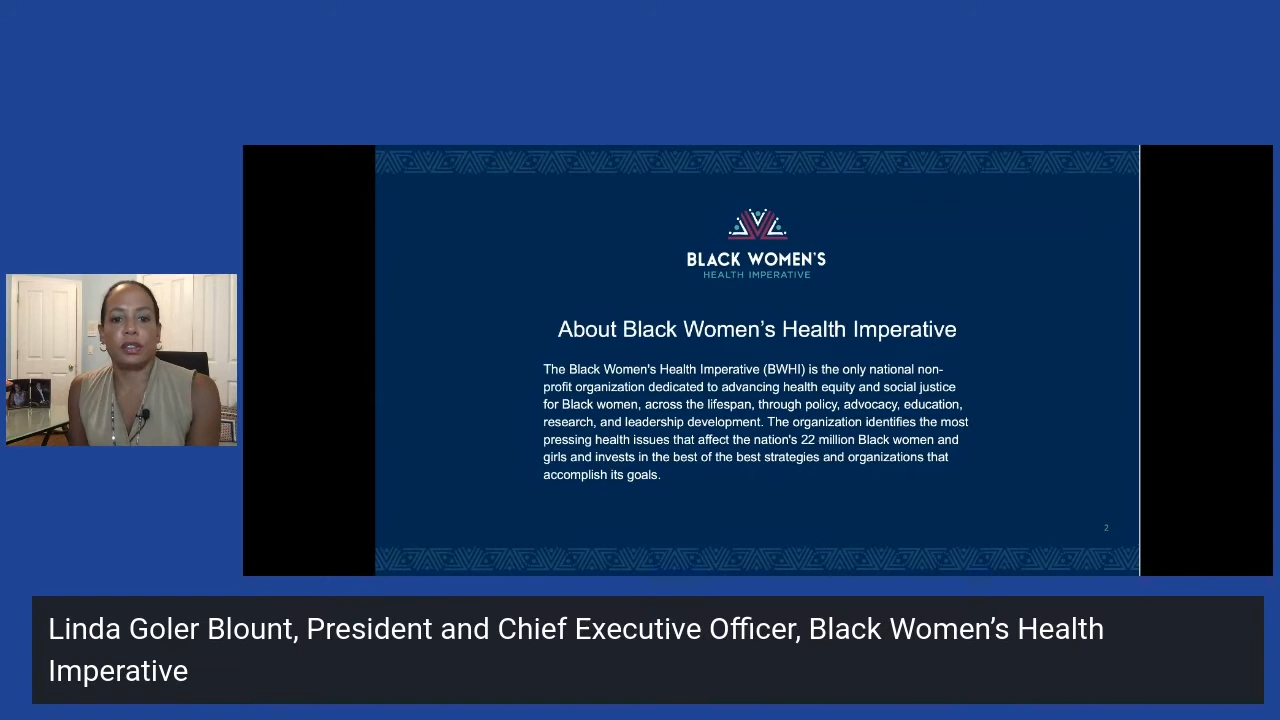 BLACK WOMEN'S
HEALTH IMPERATIVE
About Black Women's Health Imperative
The Black Women's Health Imperative (BWHI) is the only national non-
profit organization dedicated to advancing health equity and social justice
for Black women, across the lifespan, through policy, advocacy, education,
research, and leadership development. The organization identifies the most
pressing health issues that affect the nation's 22 million Black women and
girls and invests in the best of the best strategies and organizations that
accomplish its goals.
2
Linda Goler Blount, President and Chief Executive Officer, Black Women’s Health
Imperative